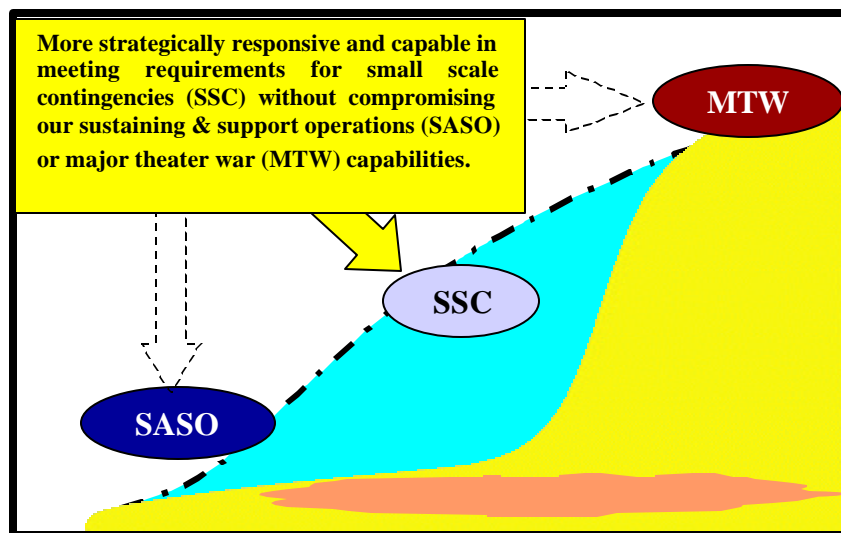 More strategically responsive and capable in
meeting requirements for small scale
contingencies (SSC) without compromising
our sustaining & support operations (SASO)
or major theater war (MTW) capabilities.
MTW
SSC
SASO